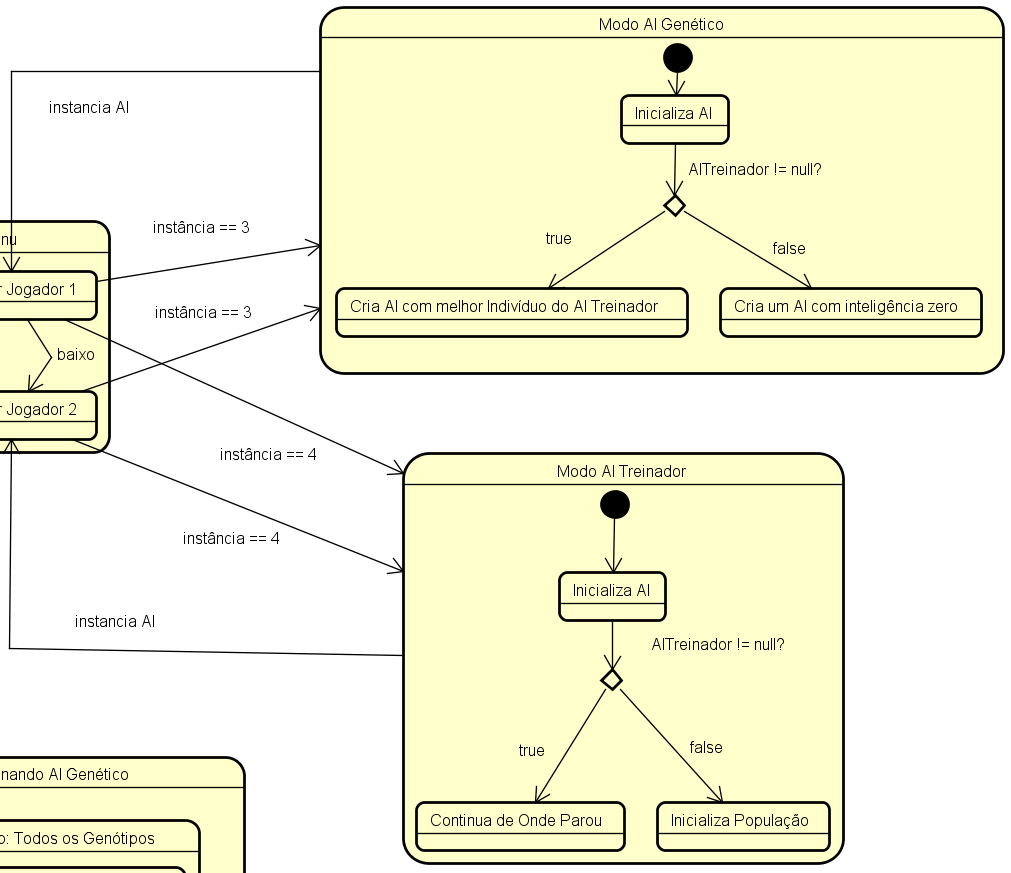 Modo AI Genético
Inicializa AI
AITreinador != null?
true
false
Cria AI com melhor Indivíduo do AI Treinador
Cria um AI com inteligência zero
instancia AI
instância == 3
instância == 3
nu
r Jogador 1
baixo
r Jogador 2
instância == 4
instância == 4
instancia AI
Modo AI Treinador
Inicializa AI
AITreinador != null?
true
false
Continua de Onde Parou
Inicializa População
nando AI Genético
o: Todos os Genótipos